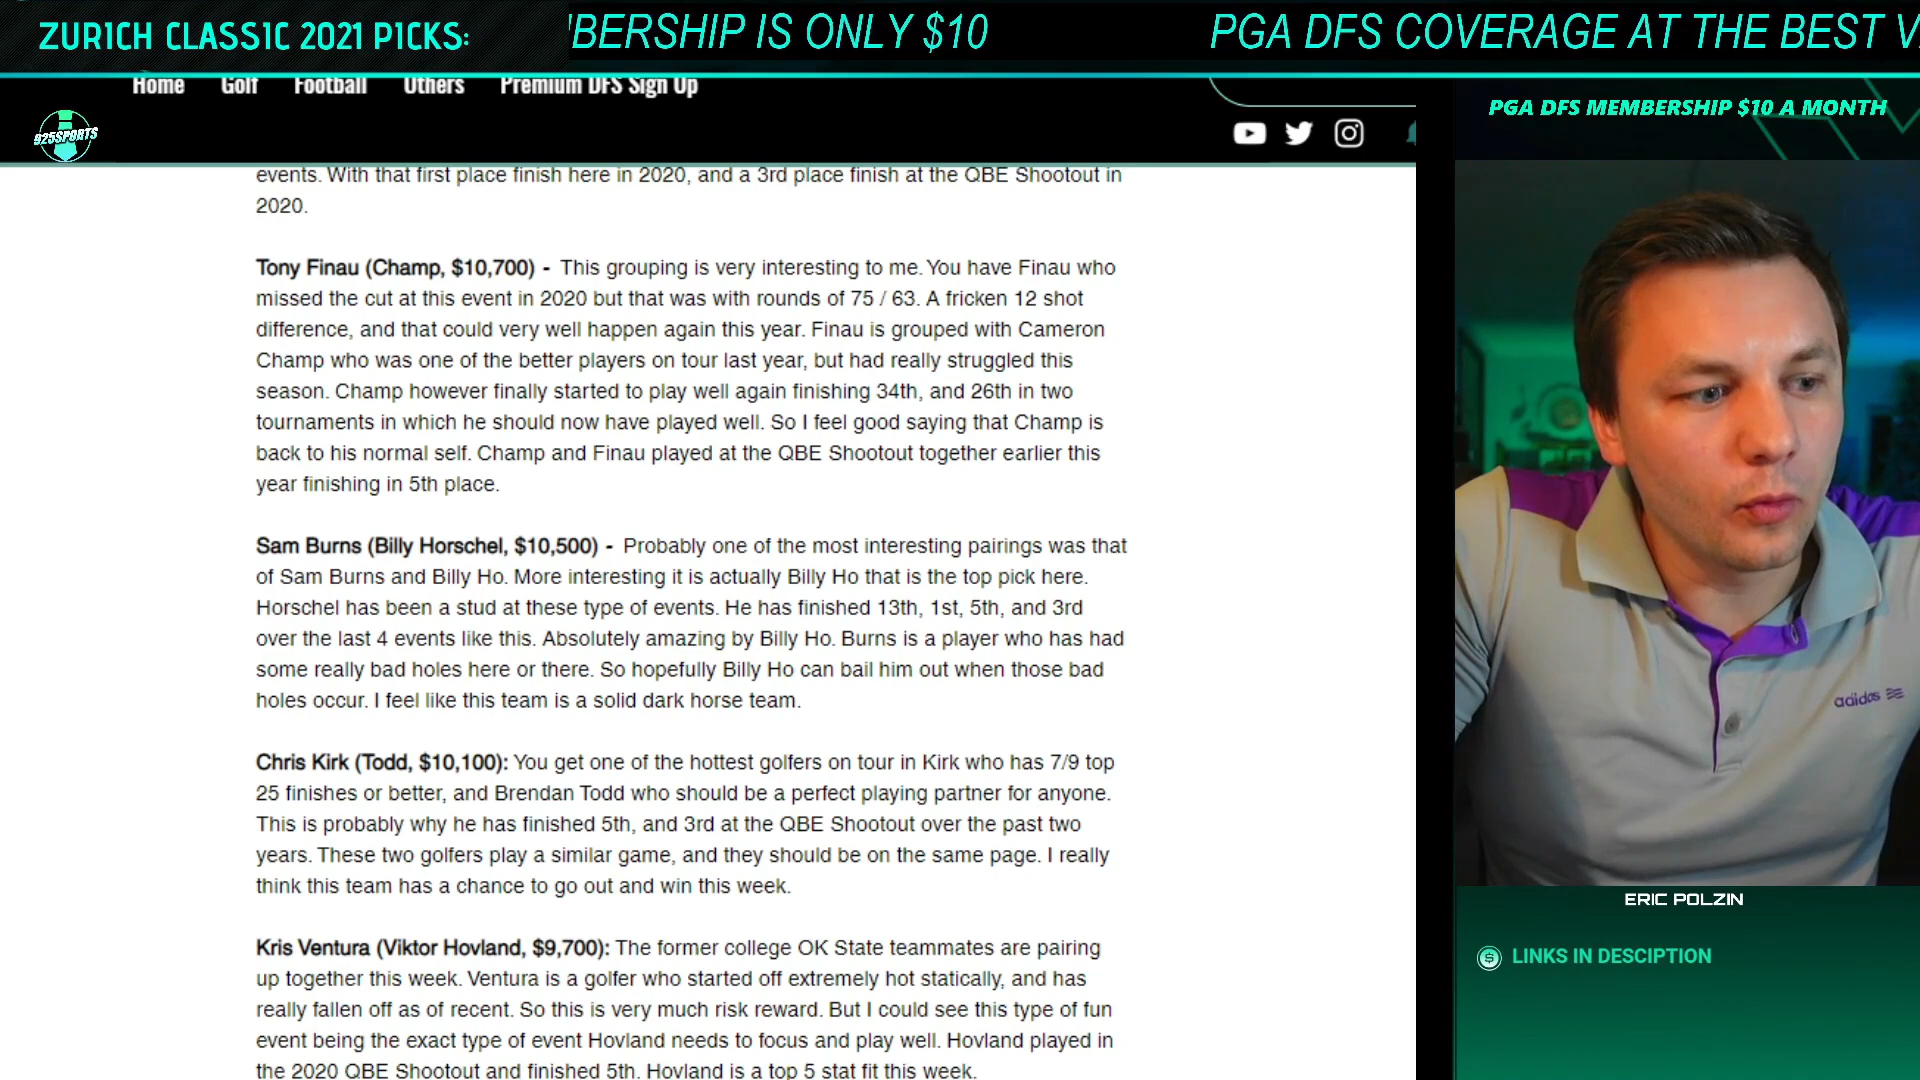 ZURICH CLASSIC 2021 PICKS:
BERSHIP IS ONLY $10
PGA DFS COVERAGE AT THE BEST
Home Golf Football Others Premium DFS Sign Up
925SPORTS
PGA DFS MEMBERSHIP $10 A MONTH
events. With that first place finish here in 2020, and a 3rd place finish at the QBE Shootout in
2020.
Tony Finau (Champ, $10,700) - This grouping is very interesting to me. You have Finau who
missed the cut at this event in 2020 but that was with rounds of 75 / 63. A fricken 12 shot
difference, and that could very well happen again this year. Finau is grouped with Cameron
Champ who was one of the better players on tour last year, but had really struggled this
season. Champ however finally started to play well again finishing 34th, and 26th in two
tournaments in which he should now have played well. So I feel good saying that Champ is
back to his normal self. Champ and Finau played at the QBE Shootout together earlier this
year finishing in 5th place.
Sam Burns (Billy Horschel, $10,500) - Probably one of the most interesting pairings was that
of Sam Burns and Billy Ho. More interesting it is actually Billy Ho that is the top pick here.
Horschel has been a stud at these type of events. He has finished 13th, 1st, 5th, and 3rd
over the last 4 events like this. Absolutely amazing by Billy Ho. Burns is a player who has had
some really bad holes here or there. So hopefully Billy Ho can bail him out when those bad
holes occur. I feel like this team is a solid dark horse team.
Chris Kirk (Todd, $10,100): You get one of the hottest golfers on tour in Kirk who has 7/9 top
25 finishes or better, and Brendan Todd who should be a perfect playing partner for anyone.
This is probably why he has finished 5th, and 3rd at the QBE Shootout over the past two
years. These two golfers play a similar game, and they should be on the same page. I really
think this team has a chance to go out and win this week.
Kris Ventura (Viktor Hovland, $9,700): The former college OK State teammates are pairing
up together this week. Ventura is a golfer who started off extremely hot statically, and has
really fallen off as of recent. So this is very much risk reward. But I could see this type of fun
event being the exact type of event Hovland needs to focus and play well. Hovland played in
the 2020 QBE Shootout and finished 5th. Hovland is a top 5 stat fit this week.
adidas
ERIC POLZIN
LINKS IN DESCIPTION